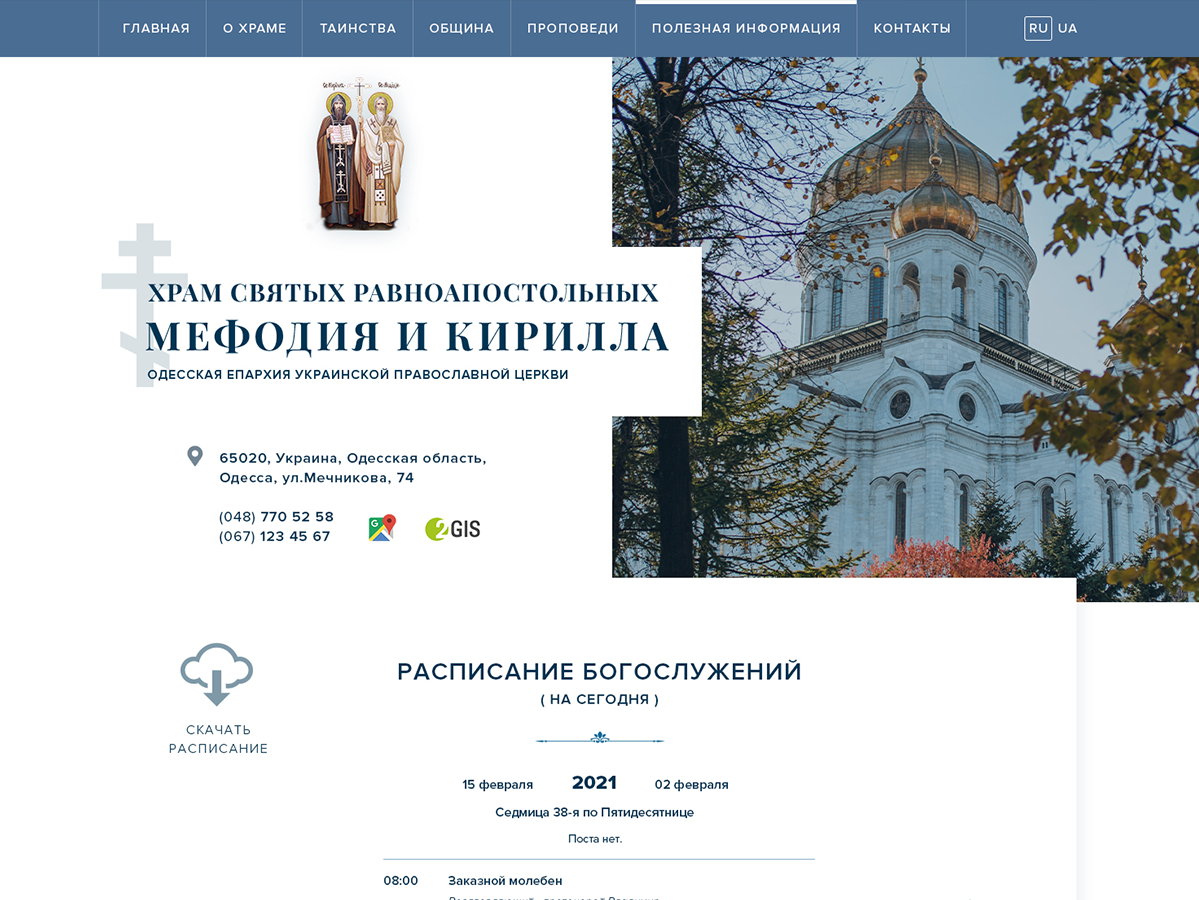 ГЛАВНАЯ
О ХРАМЕ
ТАИНСТВА
ОБЩИНА
ПРОПОВЕДИ
ПОЛЕЗНАЯ ИНФОРМАЦИЯ
КОНТАКТЫ
RU UA
ХРАМ СВЯТЫХ РАВНОАПОСТОЛЬНЫХ
МЕФОДИЯ И КИРИЛЛА
ОДЕССКАЯ ЕПАРХИЯ УКРАИНСКОЙ ПРАВОСЛАВНОЙ ЦЕРКВИ
65020, Украина, Одесская область,
Одесса, ул.Мечникова, 74
(048) 770 52 58
(067) 123 45 67
G
2GIS
СКАЧАТЬ
РАСПИСАНИЕ
РАСПИСАНИЕ БОГОСЛУЖЕНИЙ
( НА СЕГОДНЯ )
15 февраля 2021 02 февраля
Седмица 38-я по Пятидесятнице
Поста нет.
08:00 Заказной молебен